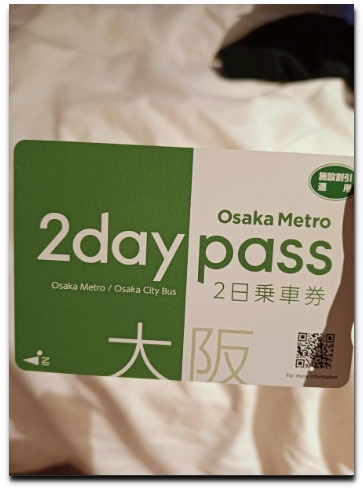 施設割引
適用
Osaka Metro
2day pass
Osaka Metro / Osaka City Bus
2日乗車券
大阪
For more information